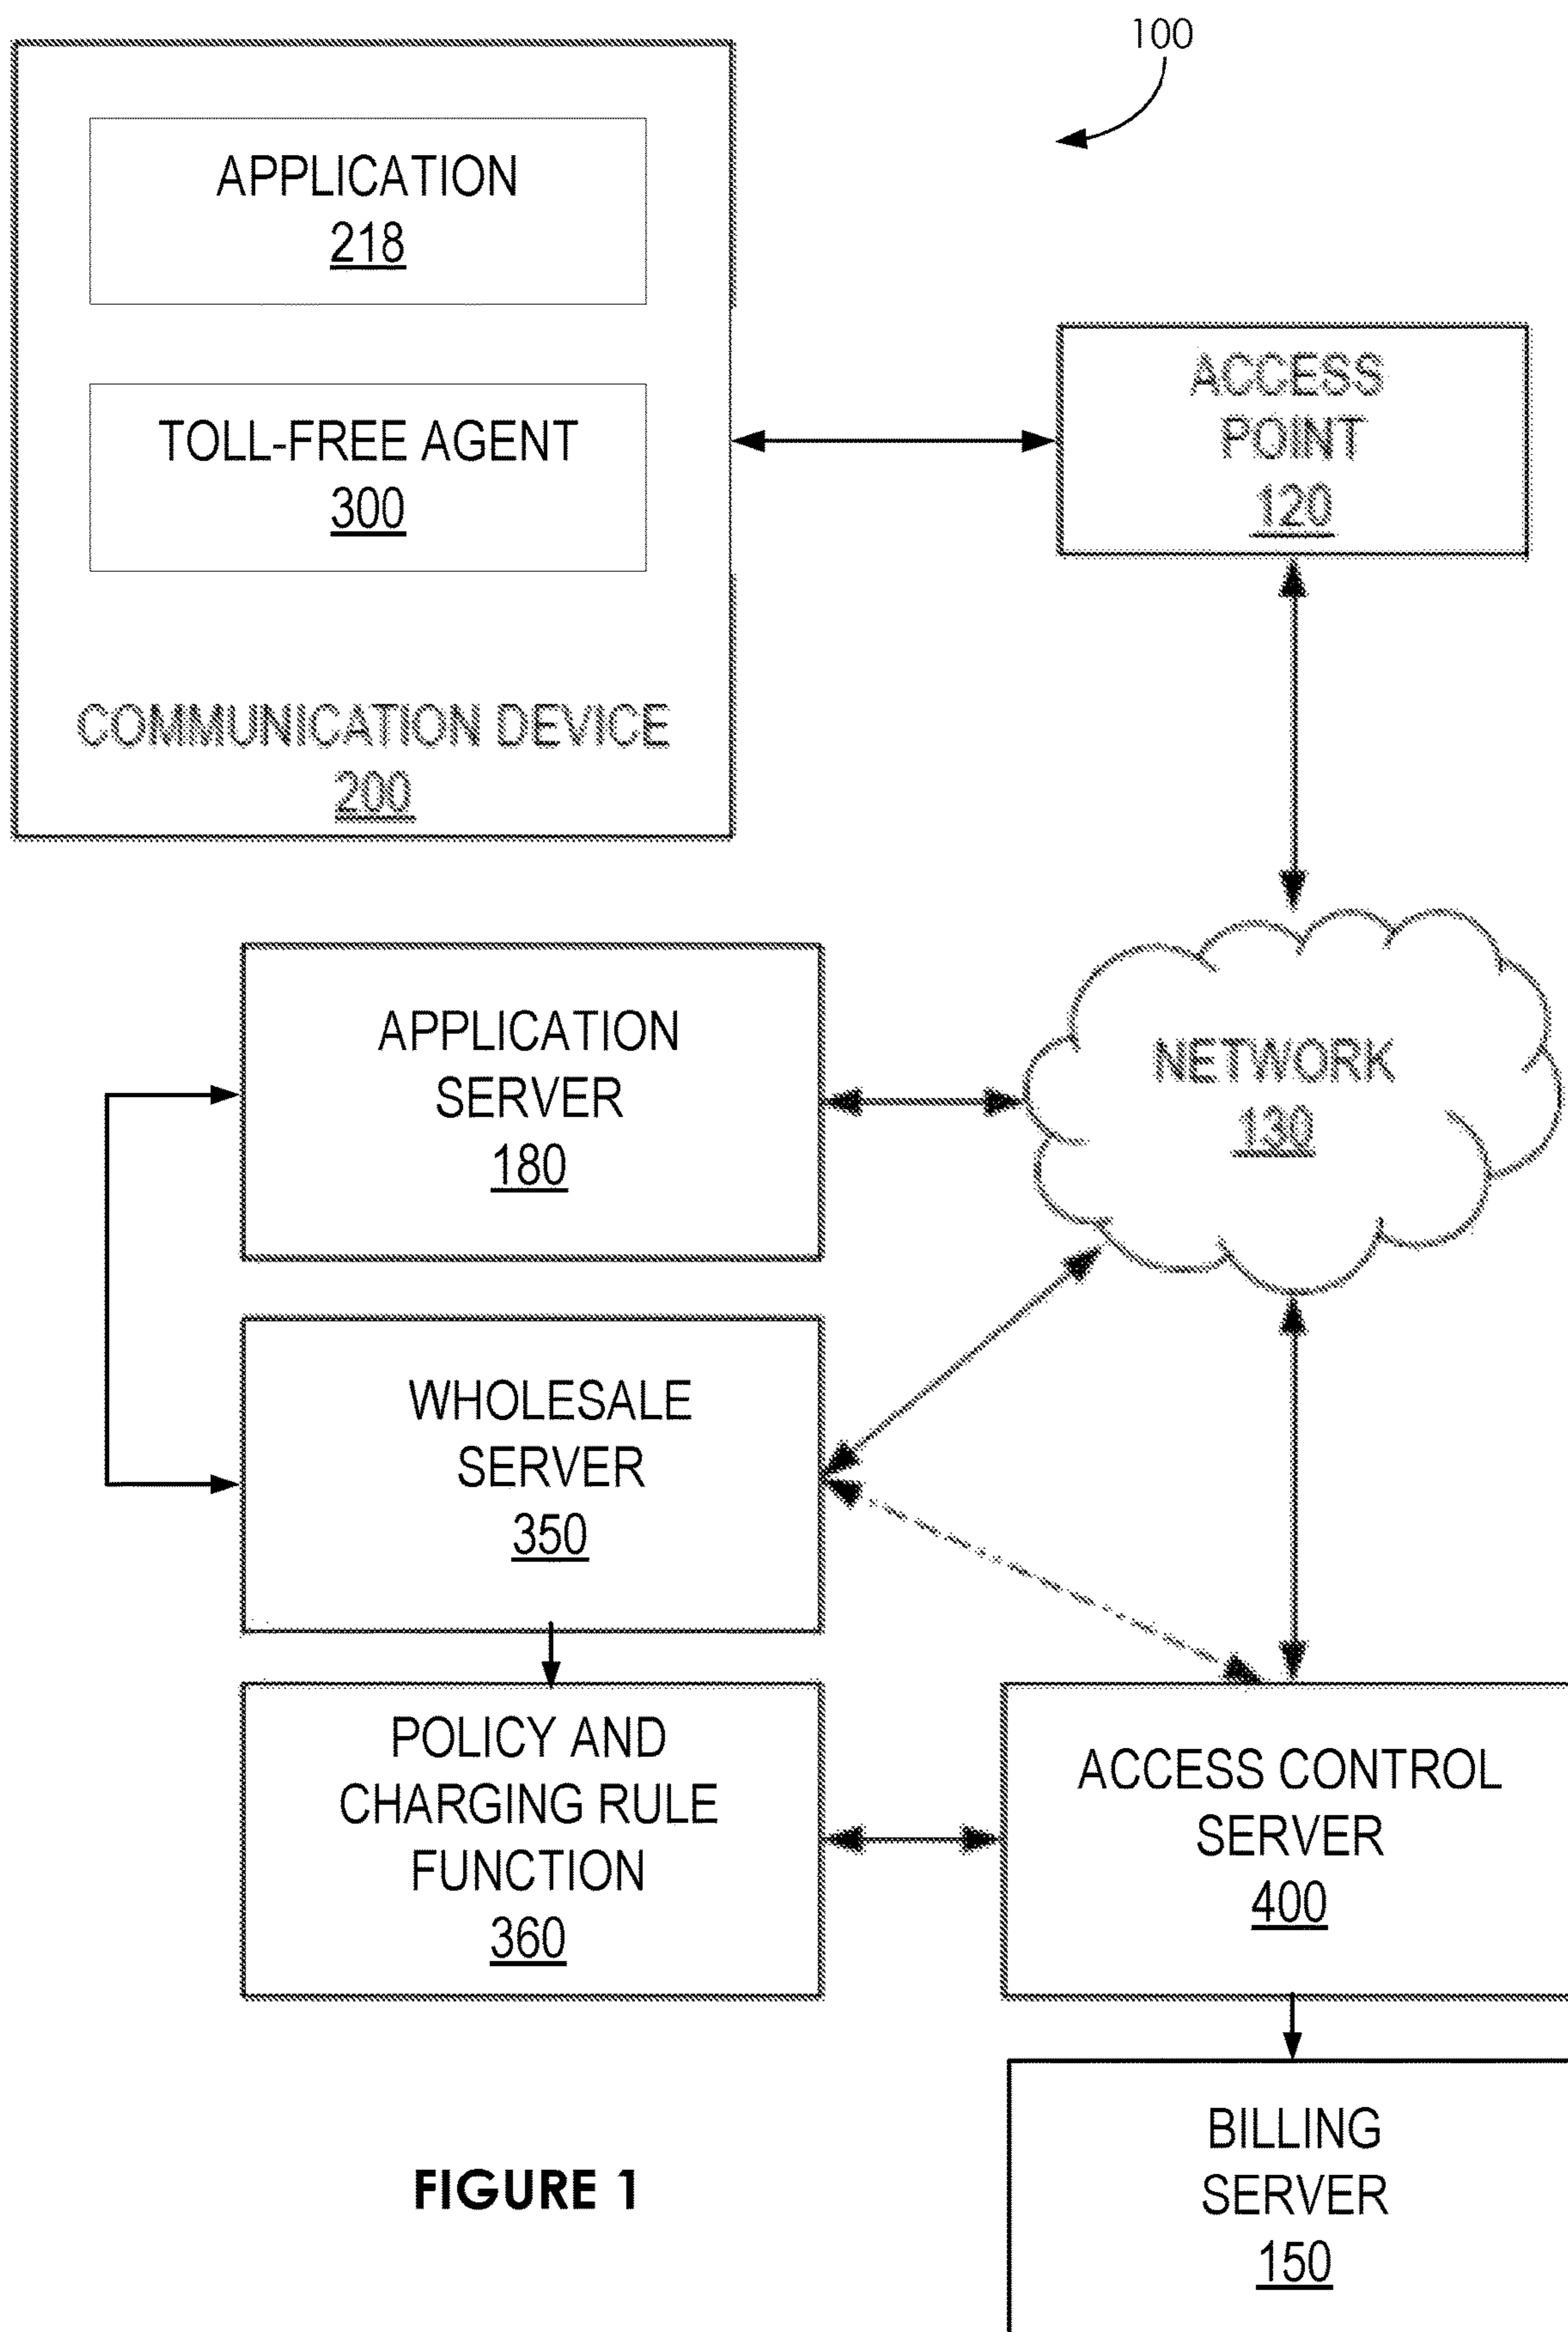 100
APPLICATION
218
TOLL-FREE AGENT
300
COMMUNICATION DEVICE
200
ACCESS
POINT
120
NETWORK
130
APPLICATION
SERVER
180
WHOLESALE
SERVER
350
POLICY AND
CHARGING RULE
FUNCTION
360
ACCESS CONTROL
SERVER
400
BILLING
SERVER
150
FIGURE 1